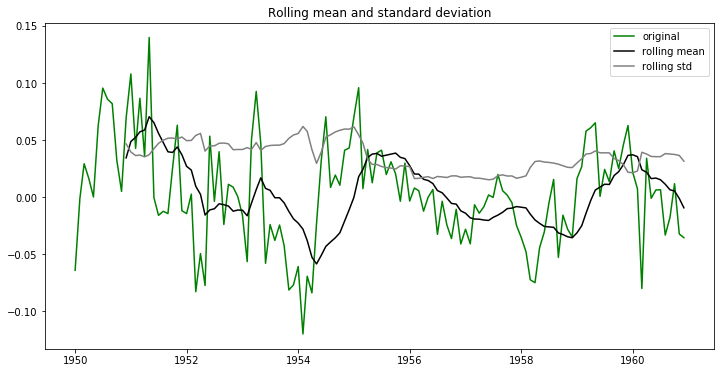 Rolling mean and standard deviation
original
rolling mean
rolling std
0.15
0.10
0.05
0.00
−0.05
−0.10
1950 1952 1954 1956 1958 1960